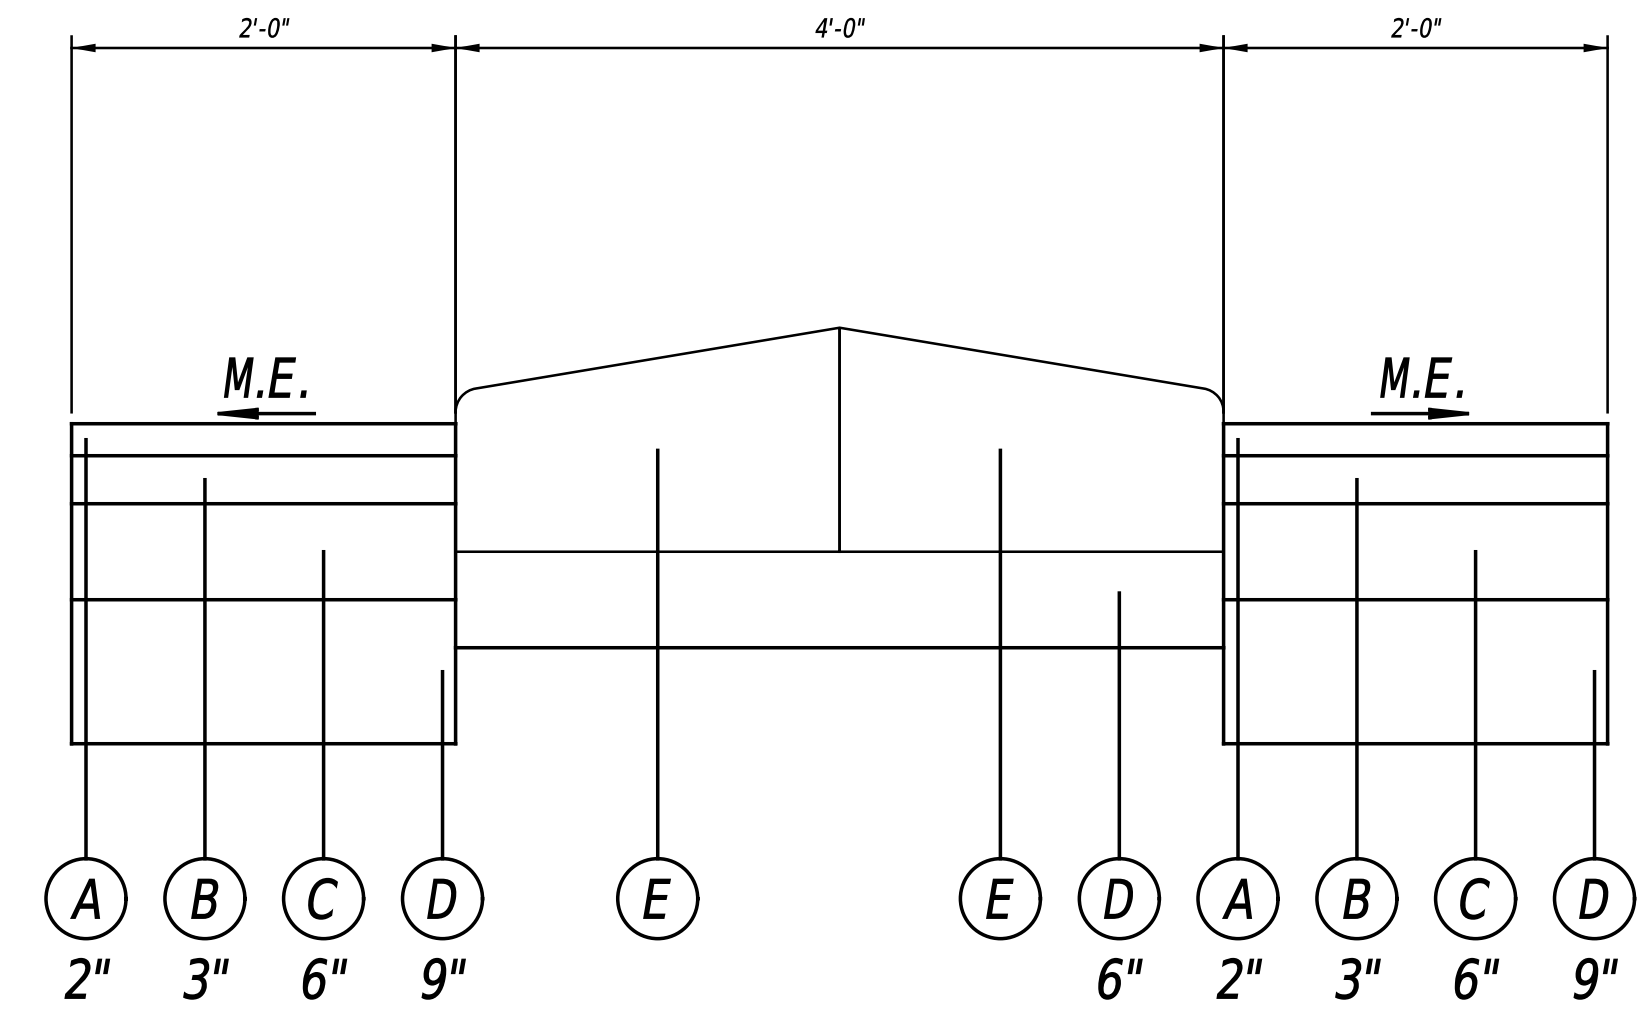 2'-0" 4'-0" 2'-0"
M.E. M.E.
A B C D E E D A B C D
2" 3" 6" 9" 6" 2" 3" 6" 9"